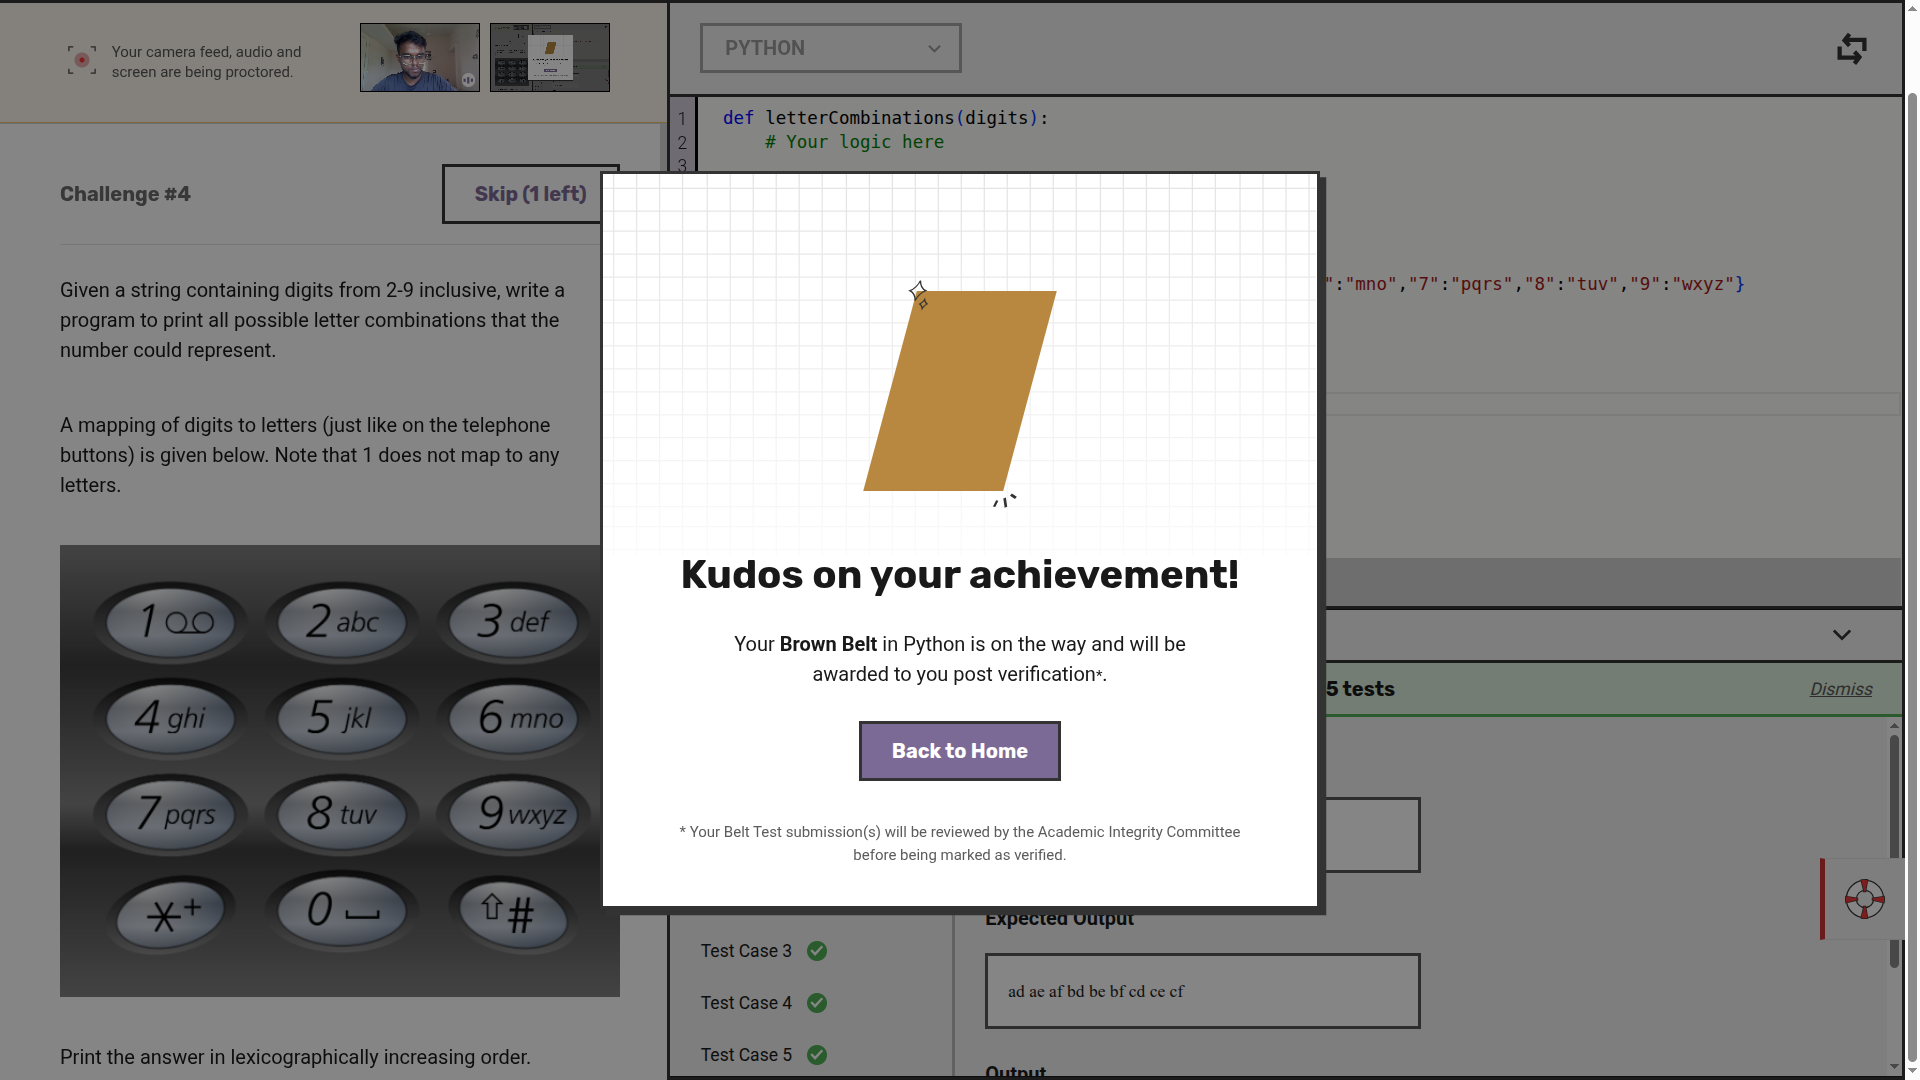 Your camera feed, audio and
screen are being proctored.
PYTHON
Challenge #4
Skip (1 left)
Given a string containing digits from 2-9 inclusive, write a
program to print all possible letter combinations that the
number could represent.
A mapping of digits to letters (just like on the telephone
buttons) is given below. Note that 1 does not map to any
letters.
1
2 abc
3 def
4 ghi
5 jkl
6 mno
7 pqrs
8 tuv
9 wxyz
*+
0
#
Print the answer in lexicographically increasing order.
1 def letterCombinations(digits):
2 # Your logic here
3
":"mno","7":"pqrs","8":"tuv","9":"wxyz"}
Kudos on your achievement!
Your Brown Belt in Python is on the way and will be
awarded to you post verification*.
Back to Home
* Your Belt Test submission(s) will be reviewed by the Academic Integrity Committee
before being marked as verified.
5 tests
Dismiss
Test Case 3
Test Case 4
Test Case 5
Expected Output
ad ae af bd be bf cd ce cf
Output